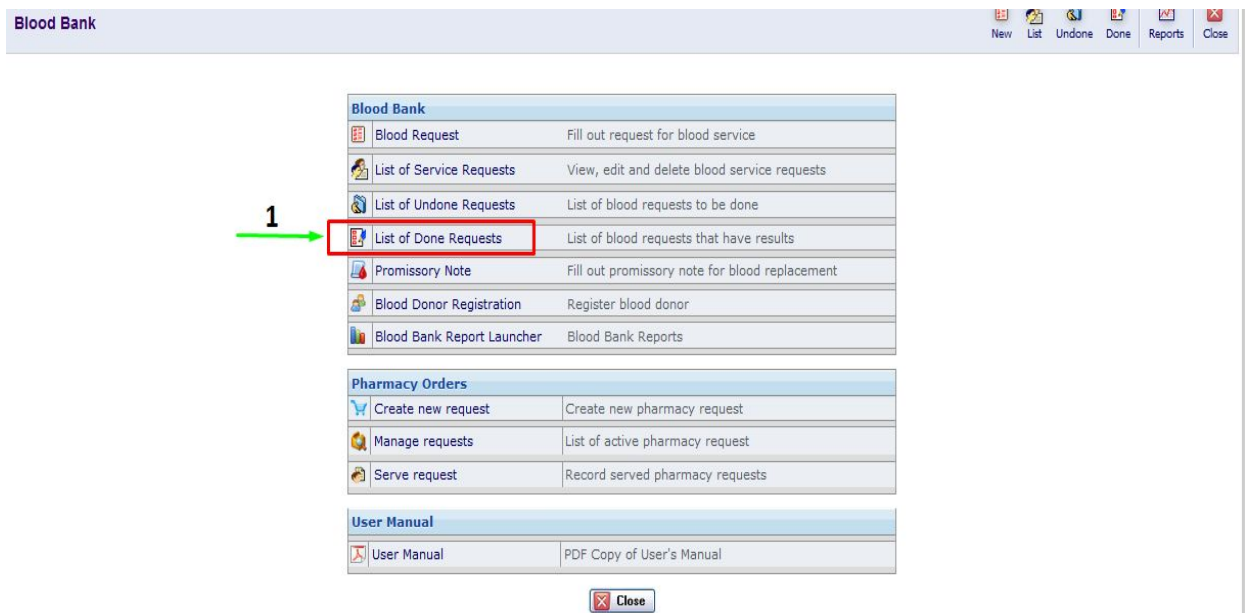 Blood Bank
New List Undone Done Reports Close
Blood Bank
Blood Request Fill out request for blood service
List of Service Requests View, edit and delete blood service requests
List of Undone Requests List of blood requests to be done
1
List of Done Requests List of blood requests that have results
Promissory Note Fill out promissory note for blood replacement
Blood Donor Registration Register blood donor
Blood Bank Report Launcher Blood Bank Reports
Pharmacy Orders
Create new request Create new pharmacy request
Manage requests List of active pharmacy request
Serve request Record served pharmacy requests
User Manual
User Manual PDF Copy of User's Manual
Close